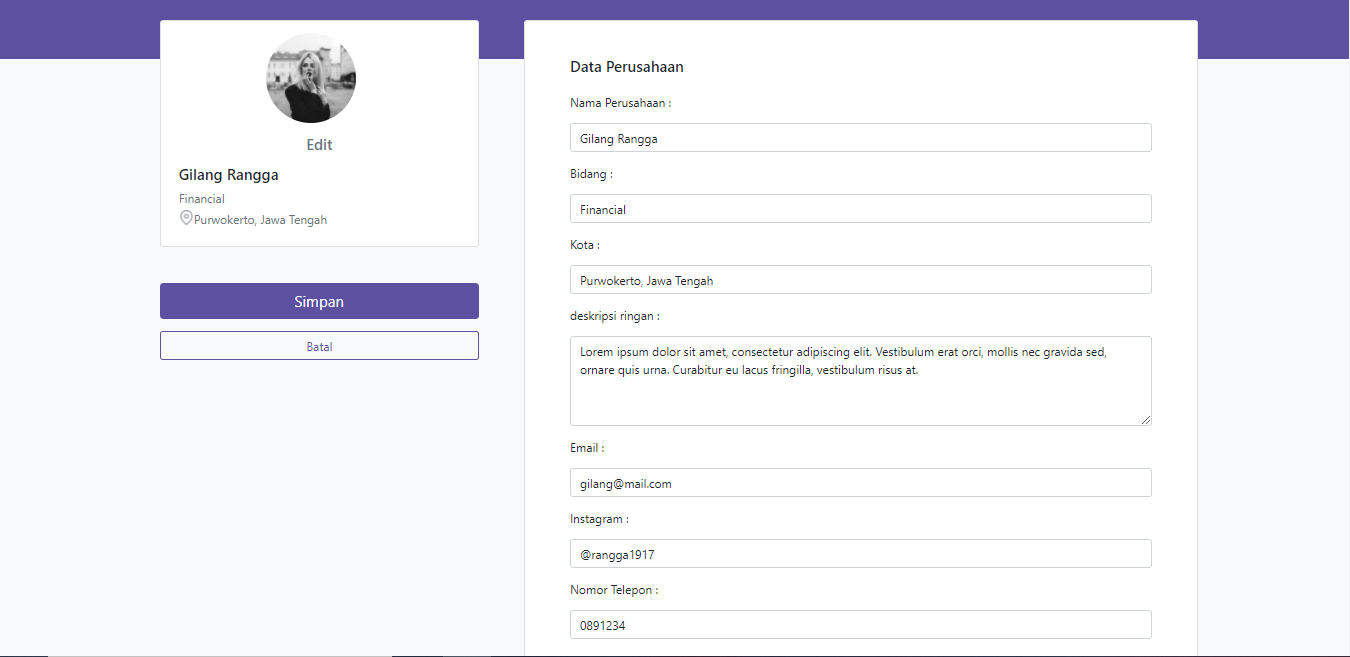 Edit
Gilang Rangga
Financial
Purwokerto, Jawa Tengah
Simpan
Batal
Data Perusahaan
Nama Perusahaan :
Gilang Rangga
Bidang :
Financial
Kota :
Purwokerto, Jawa Tengah
deskripsi ringan :
Lorem ipsum dolor sit amet, consectetur adipiscing elit. Vestibulum erat orci, mollis nec gravida sed,
ornare quis urna. Curabitur eu lacus fringilla, vestibulum risus at.
Email :
gilang@mail.com
Instagram :
@rangga1917
Nomor Telepon :
0891234